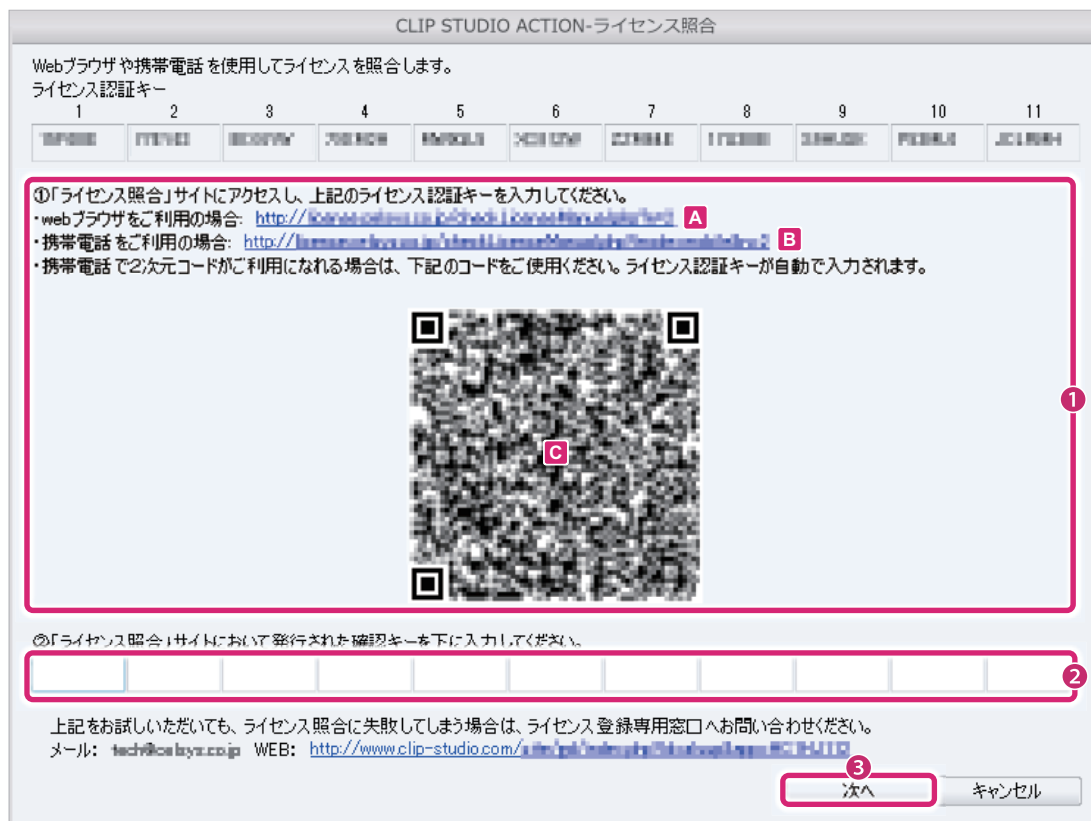 CLIP STUDIO ACTION-ライセンス照合
Webブラウザや携帯電話を使用してライセンスを照合します。
ライセンス認証キー
1 2 3 4 5 6 7 8 9 10 11
①「ライセンス照合」サイトにアクセスし、上記のライセンス認証キーを入力してください。
・webブラウザをご利用の場合: http:// A
・携帯電話をご利用の場合: http:// B
・携帯電話で2次元コードがご利用になれる場合は、下記のコードをご使用ください。ライセンス認証キーが自動で入力されます。
1
C
②「ライセンス照合」サイトにおいて発行された確認キーを下に入力してください。
2
上記をお試しいただいても、ライセンス照合に失敗してしまう場合は、ライセンス登録専用窓口へお問い合わせください。
メール: WEB: http://www.clip-studio.com/
3
次へ キャンセル